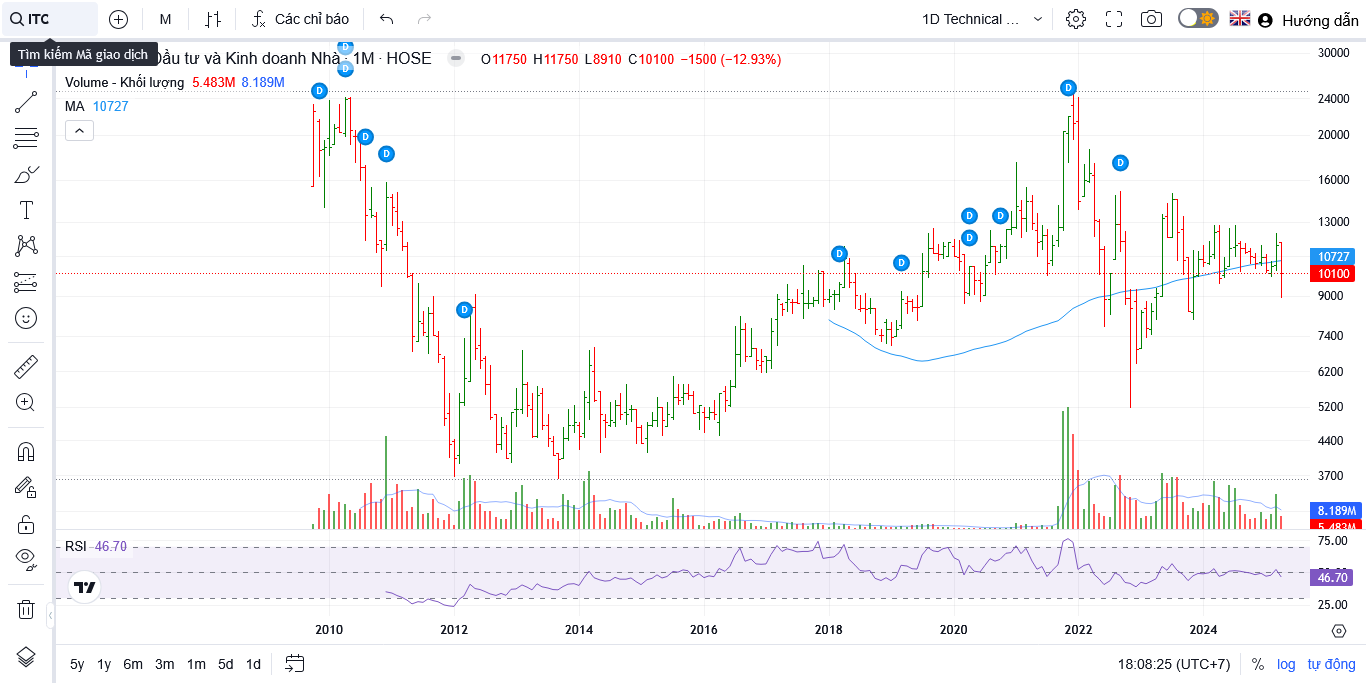 ITC
M
Các chỉ báo
1D Technical ...
Hướng dẫn
Tìm kiếm Mã giao dịch
Đầu tư và Kinh doanh Nhà · 1M · HOSE
O11750 H11750 L8910 C10100 −1500 (−12.93%)
Volume - Khối lượng 5.483M 8.189M
MA 10727
D
D
D
D
D
D
D
D
D
D
D
D
D
D
30000
24000
20000
16000
13000
10727
10100
9000
7400
6200
5200
4400
3700
8.189M
5.483M
RSI 46.70
75.00
46.70
25.00
2010 2012 2014 2016 2018 2020 2022 2024
5y 1y 6m 3m 1m 5d 1d
18:08:25 (UTC+7) % log tự động